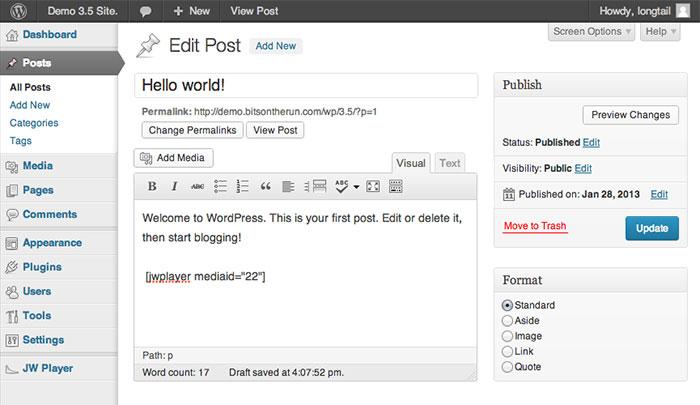 Demo 3.5 Site. + New View Post Howdy, longtail
Dashboard
Posts
All Posts
Add New
Categories
Tags
Media
Pages
Comments
Appearance
Plugins
Users
Tools
Settings
JW Player
Screen Options Help
Edit Post Add New
Hello world!
Permalink: http://demo.bitsontherun.com/wp/3.5/?p=1
Change Permalinks View Post
Add Media
Visual Text
B I ABC ABC
Welcome to WordPress. This is your first post. Edit or delete it,
then start blogging!
[jwplayer mediaid="22"]
Path: p
Word count: 17 Draft saved at 4:07:52 pm.
Publish
Preview Changes
Status: Published Edit
Visibility: Public Edit
11 Published on: Jan 28, 2013 Edit
Move to Trash Update
Format
Standard
Aside
Image
Link
Quote